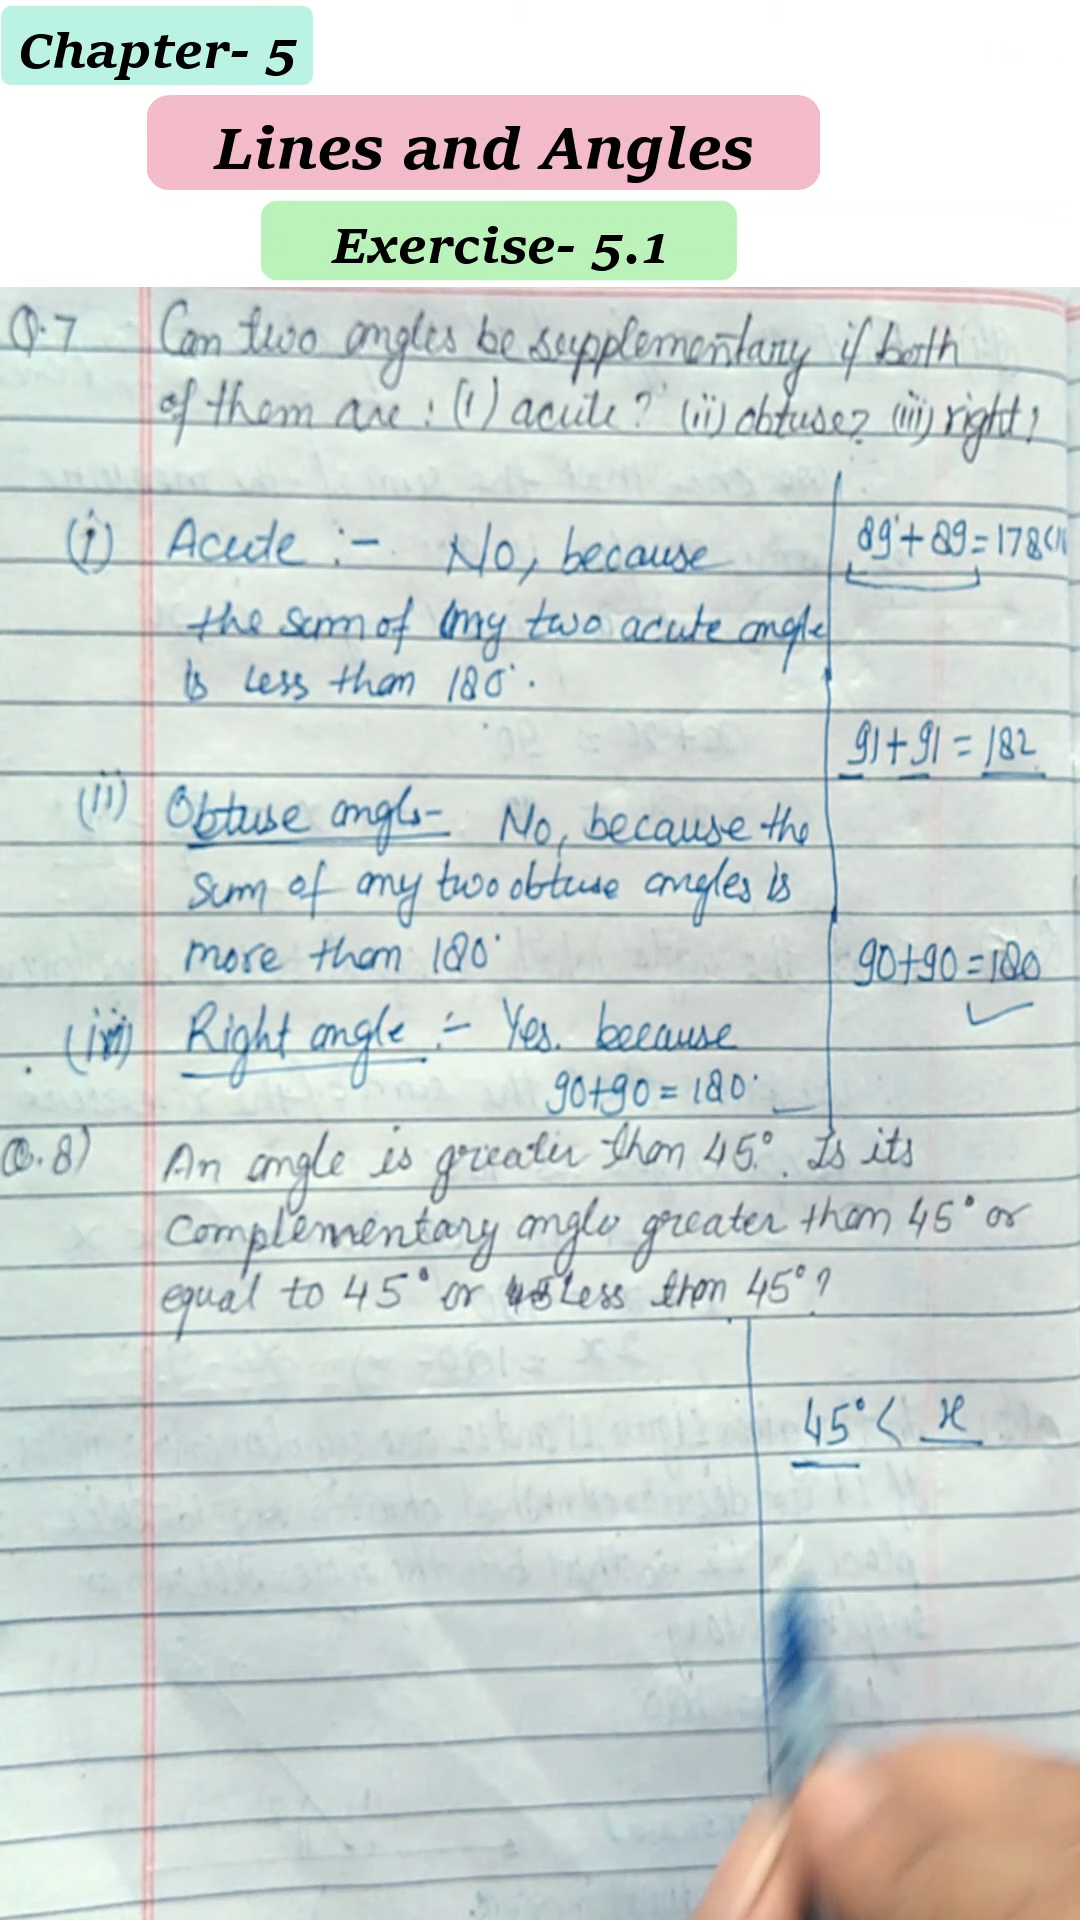 Chapter- 5
Lines and Angles
Exercise- 5.1
Q.7 Can two angles be supplementary if both
of them are : (i) acute? (ii) obtuse? (iii) right?
(i) Acute :- No, because
the sum of any two acute angle
is less than 180°.
89° + 89 = 178 <
91 + 91 = 182
(ii) Obtuse angle- No, because the
sum of any two obtuse angles is
more than 180°
90+90 = 180
(iii) Right angle :- Yes. because
90+90 = 180°
Q.8) An angle is greater than 45°. Is its
Complementary angle greater than 45° or
equal to 45° or less than 45°?
45° < x